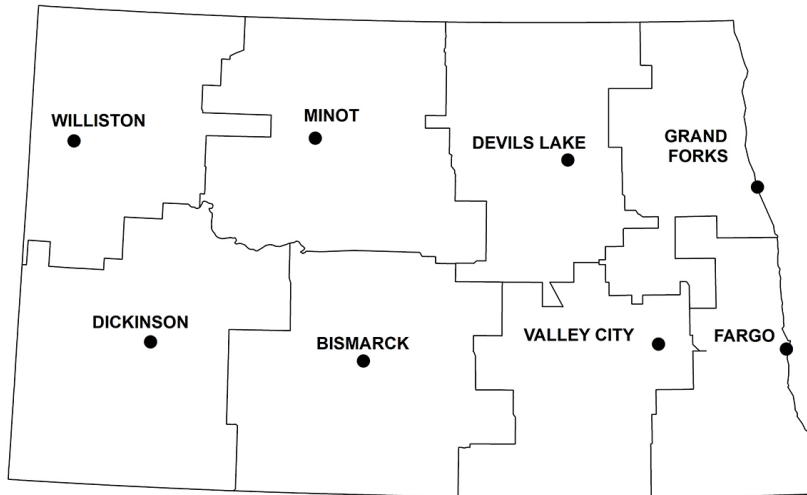 WILLISTON
MINOT
DEVILS LAKE
GRAND
FORKS
DICKINSON
BISMARCK
VALLEY CITY
FARGO